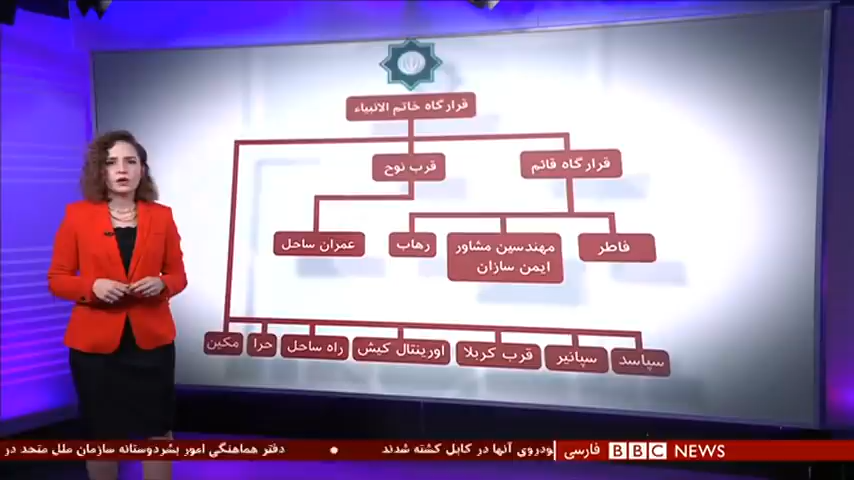 قرارگاه خاتم الانبیاء
قرب نوح
قرارگاه قائم
عمران ساحل
رهاب
مهندسین مشاور
ایمن سازان
فاطر
مکین
حرا
راه ساحل
اورینتال کیش
قرب کربلا
سپانیر
سپاسد
فارسی BBC NEWS
ودروی آنها در کابل کشته شدند • دفتر هماهنگی امور بشردوستانه سازمان ملل متحد در